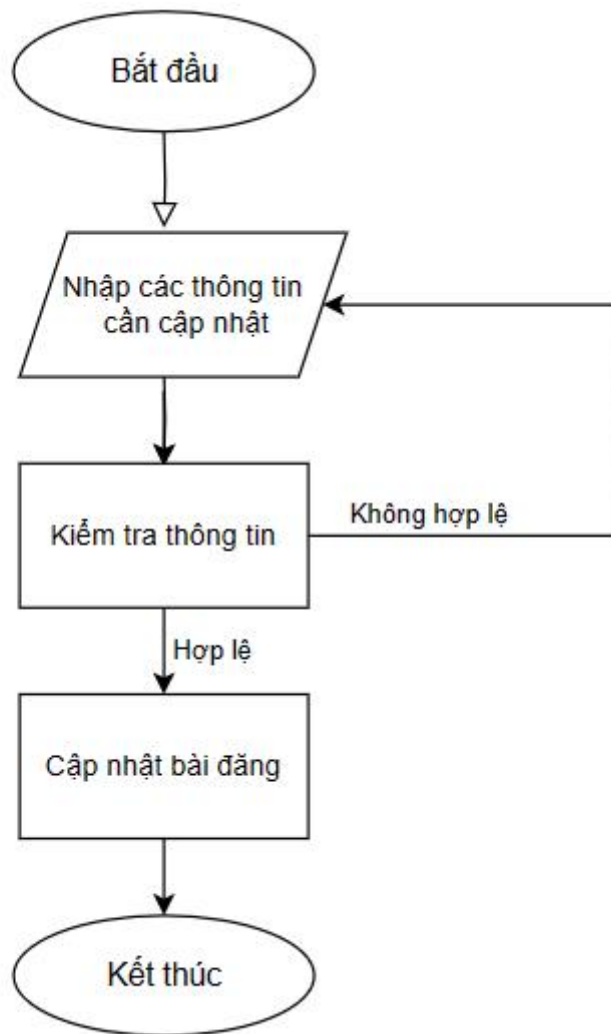 Bắt đầu
Nhập các thông tin
cần cập nhật
Kiểm tra thông tin
Không hợp lệ
Hợp lệ
Cập nhật bài đăng
Kết thúc